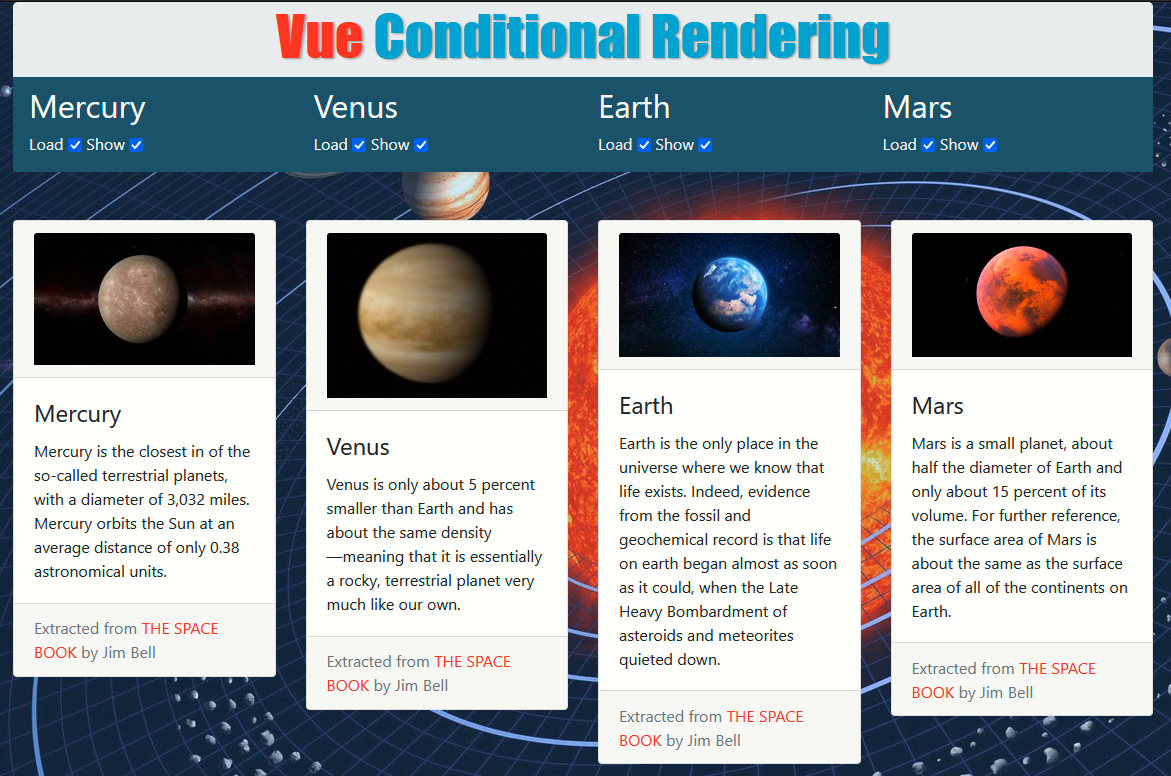 Vue Conditional Rendering
Mercury
Load Show
Venus
Load Show
Earth
Load Show
Mars
Load Show
Mercury
Mercury is the closest in of the
so-called terrestrial planets,
with a diameter of 3,032 miles.
Mercury orbits the Sun at an
average distance of only 0.38
astronomical units.
Extracted from THE SPACE
BOOK by Jim Bell
Venus
Venus is only about 5 percent
smaller than Earth and has
about the same density
—meaning that it is essentially
a rocky, terrestrial planet very
much like our own.
Extracted from THE SPACE
BOOK by Jim Bell
Earth
Earth is the only place in the
universe where we know that
life exists. Indeed, evidence
from the fossil and
geochemical record is that life
on earth began almost as soon
as it could, when the Late
Heavy Bombardment of
asteroids and meteorites
quieted down.
Extracted from THE SPACE
BOOK by Jim Bell
Mars
Mars is a small planet, about
half the diameter of Earth and
only about 15 percent of its
volume. For further reference,
the surface area of Mars is
about the same as the surface
area of all of the continents on
Earth.
Extracted from THE SPACE
BOOK by Jim Bell